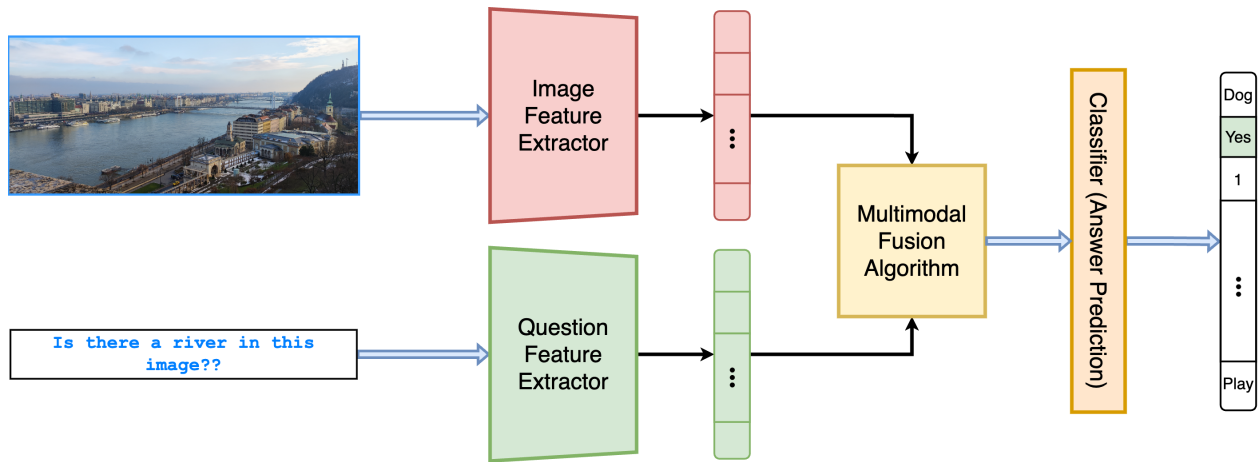 Image
Feature
Extractor
Is there a river in this
image??
Question
Feature
Extractor
Multimodal
Fusion
Algorithm
Classifier (Answer Prediction)
Dog
Yes
1
Play